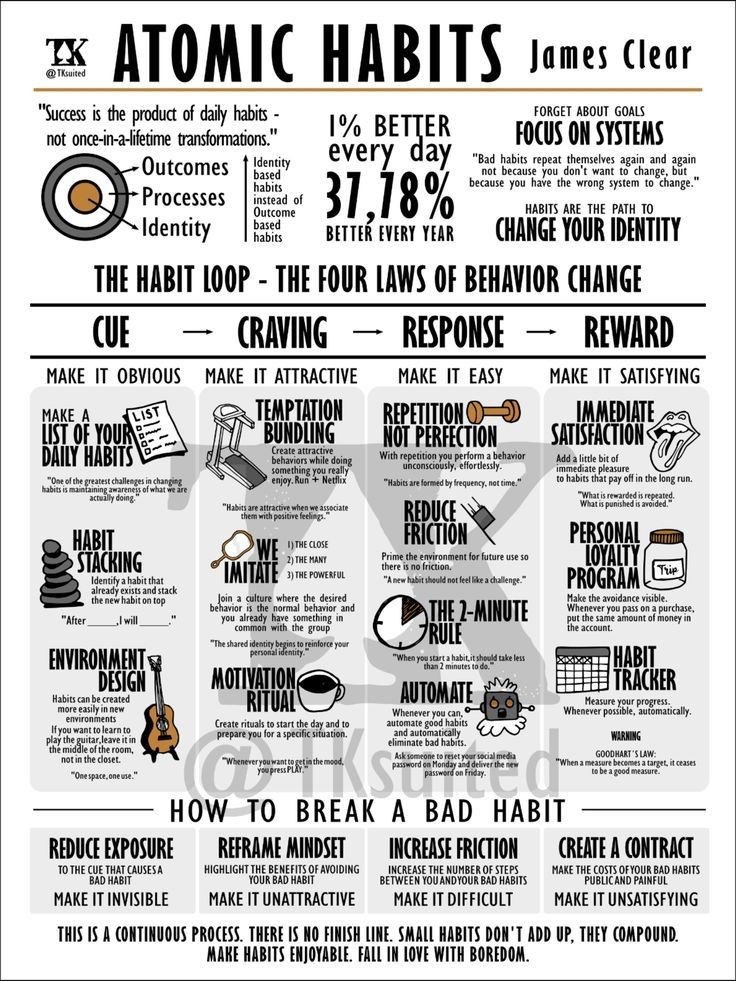 TK
@TKsuited
ATOMIC HABITS
James Clear
"Success is the product of daily habits -
not once-in-a-lifetime transformations."
Outcomes
Processes
Identity
Identity
based
habits
instead of
Outcome
based
habits
1% BETTER
every day
37,78%
BETTER EVERY YEAR
FORGET ABOUT GOALS
FOCUS ON SYSTEMS
"Bad habits repeat themselves again and again
not because you don't want to change, but
because you have the wrong system to change."
HABITS ARE THE PATH TO
CHANGE YOUR IDENTITY
THE HABIT LOOP - THE FOUR LAWS OF BEHAVIOR CHANGE
CUE → CRAVING → RESPONSE → REWARD
MAKE IT OBVIOUS
MAKE A
LIST OF YOUR
DAILY HABITS
LIST
"One of the greatest challenges in changing
habits is maintaining awareness of what we are
actually doing."
HABIT
STACKING
Identify a habit that
already exists and stack
the new habit on top
"After _____,I will _____."
ENVIRONMENT
DESIGN
Habits can be created
more easily in new
environments
If you want to learn to
play the guitar,leave it in
the middle of the room,
not in the closet.
"One space, one use."
MAKE IT ATTRACTIVE
TEMPTATION
BUNDLING
Create attractive
behaviors while doing
something you really
enjoy. Run + Netflix
"Habits are attractive when we associate
them with positive feelings."
WE
IMITATE
1) THE CLOSE
2) THE MANY
3) THE POWERFUL
Join a culture where the desired
behavior is the normal behavior and
you already have something in
common with the group
"The shared identity begins to reinforce your
personal identity."
MOTIVATION
RITUAL
Create rituals to start the day and to
prepare you for a specific situation.
"Whenever you want to get in the mood,
you press PLAY."
MAKE IT EASY
REPETITION
NOT PERFECTION
With repetition you perform a behavior
unconsciously, effortlessly.
"Habits are formed by frequency, not time."
REDUCE
FRICTION
Prime the environment for future use so
there is no friction.
"A new habit should not feel like a challenge."
THE 2-MINUTE
RULE
"When you start a habit,it should take less
than 2 minutes to do."
AUTOMATE
Whenever you can,
automate good habits
and automatically
eliminate bad habits.
Ask someone to reset your social media
password on Monday and deliver the new
password on Friday.
MAKE IT SATISFYING
IMMEDIATE
SATISFACTION
Add a little bit of
immediate pleasure
to habits that pay off in the long run.
"What is rewarded is repeated.
What is punished is avoided."
PERSONAL
LOYALTY
PROGRAM
Trip
Make the avoidance visible.
Whenever you pass on a purchase,
put the same amount of money in
the account.
HABIT
TRACKER
Measure your progress.
Whenever possible, automatically.
WARNING
GOODHART´S LAW:
"When a measure becomes a target, it ceases
to be a good measure.
TK
@TKsuited
HOW TO BREAK A BAD HABIT
REDUCE EXPOSURE
TO THE CUE THAT CAUSES A
BAD HABIT
MAKE IT INVISIBLE
REFRAME MINDSET
HIGHLIGHT THE BENEFITS OF AVOIDING
YOUR BAD HABIT
MAKE IT UNATTRACTIVE
INCREASE FRICTION
INCREASE THE NUMBER OF STEPS
BETWEEN YOU AND YOUR BAD HABITS
MAKE IT DIFFICULT
CREATE A CONTRACT
MAKE THE COSTS OF YOUR BAD HABITS
PUBLIC AND PAINFUL
MAKE IT UNSATISFYING
THIS IS A CONTINUOUS PROCESS. THERE IS NO FINISH LINE. SMALL HABITS DON'T ADD UP, THEY COMPOUND.
MAKE HABITS ENJOYABLE. FALL IN LOVE WITH BOREDOM.